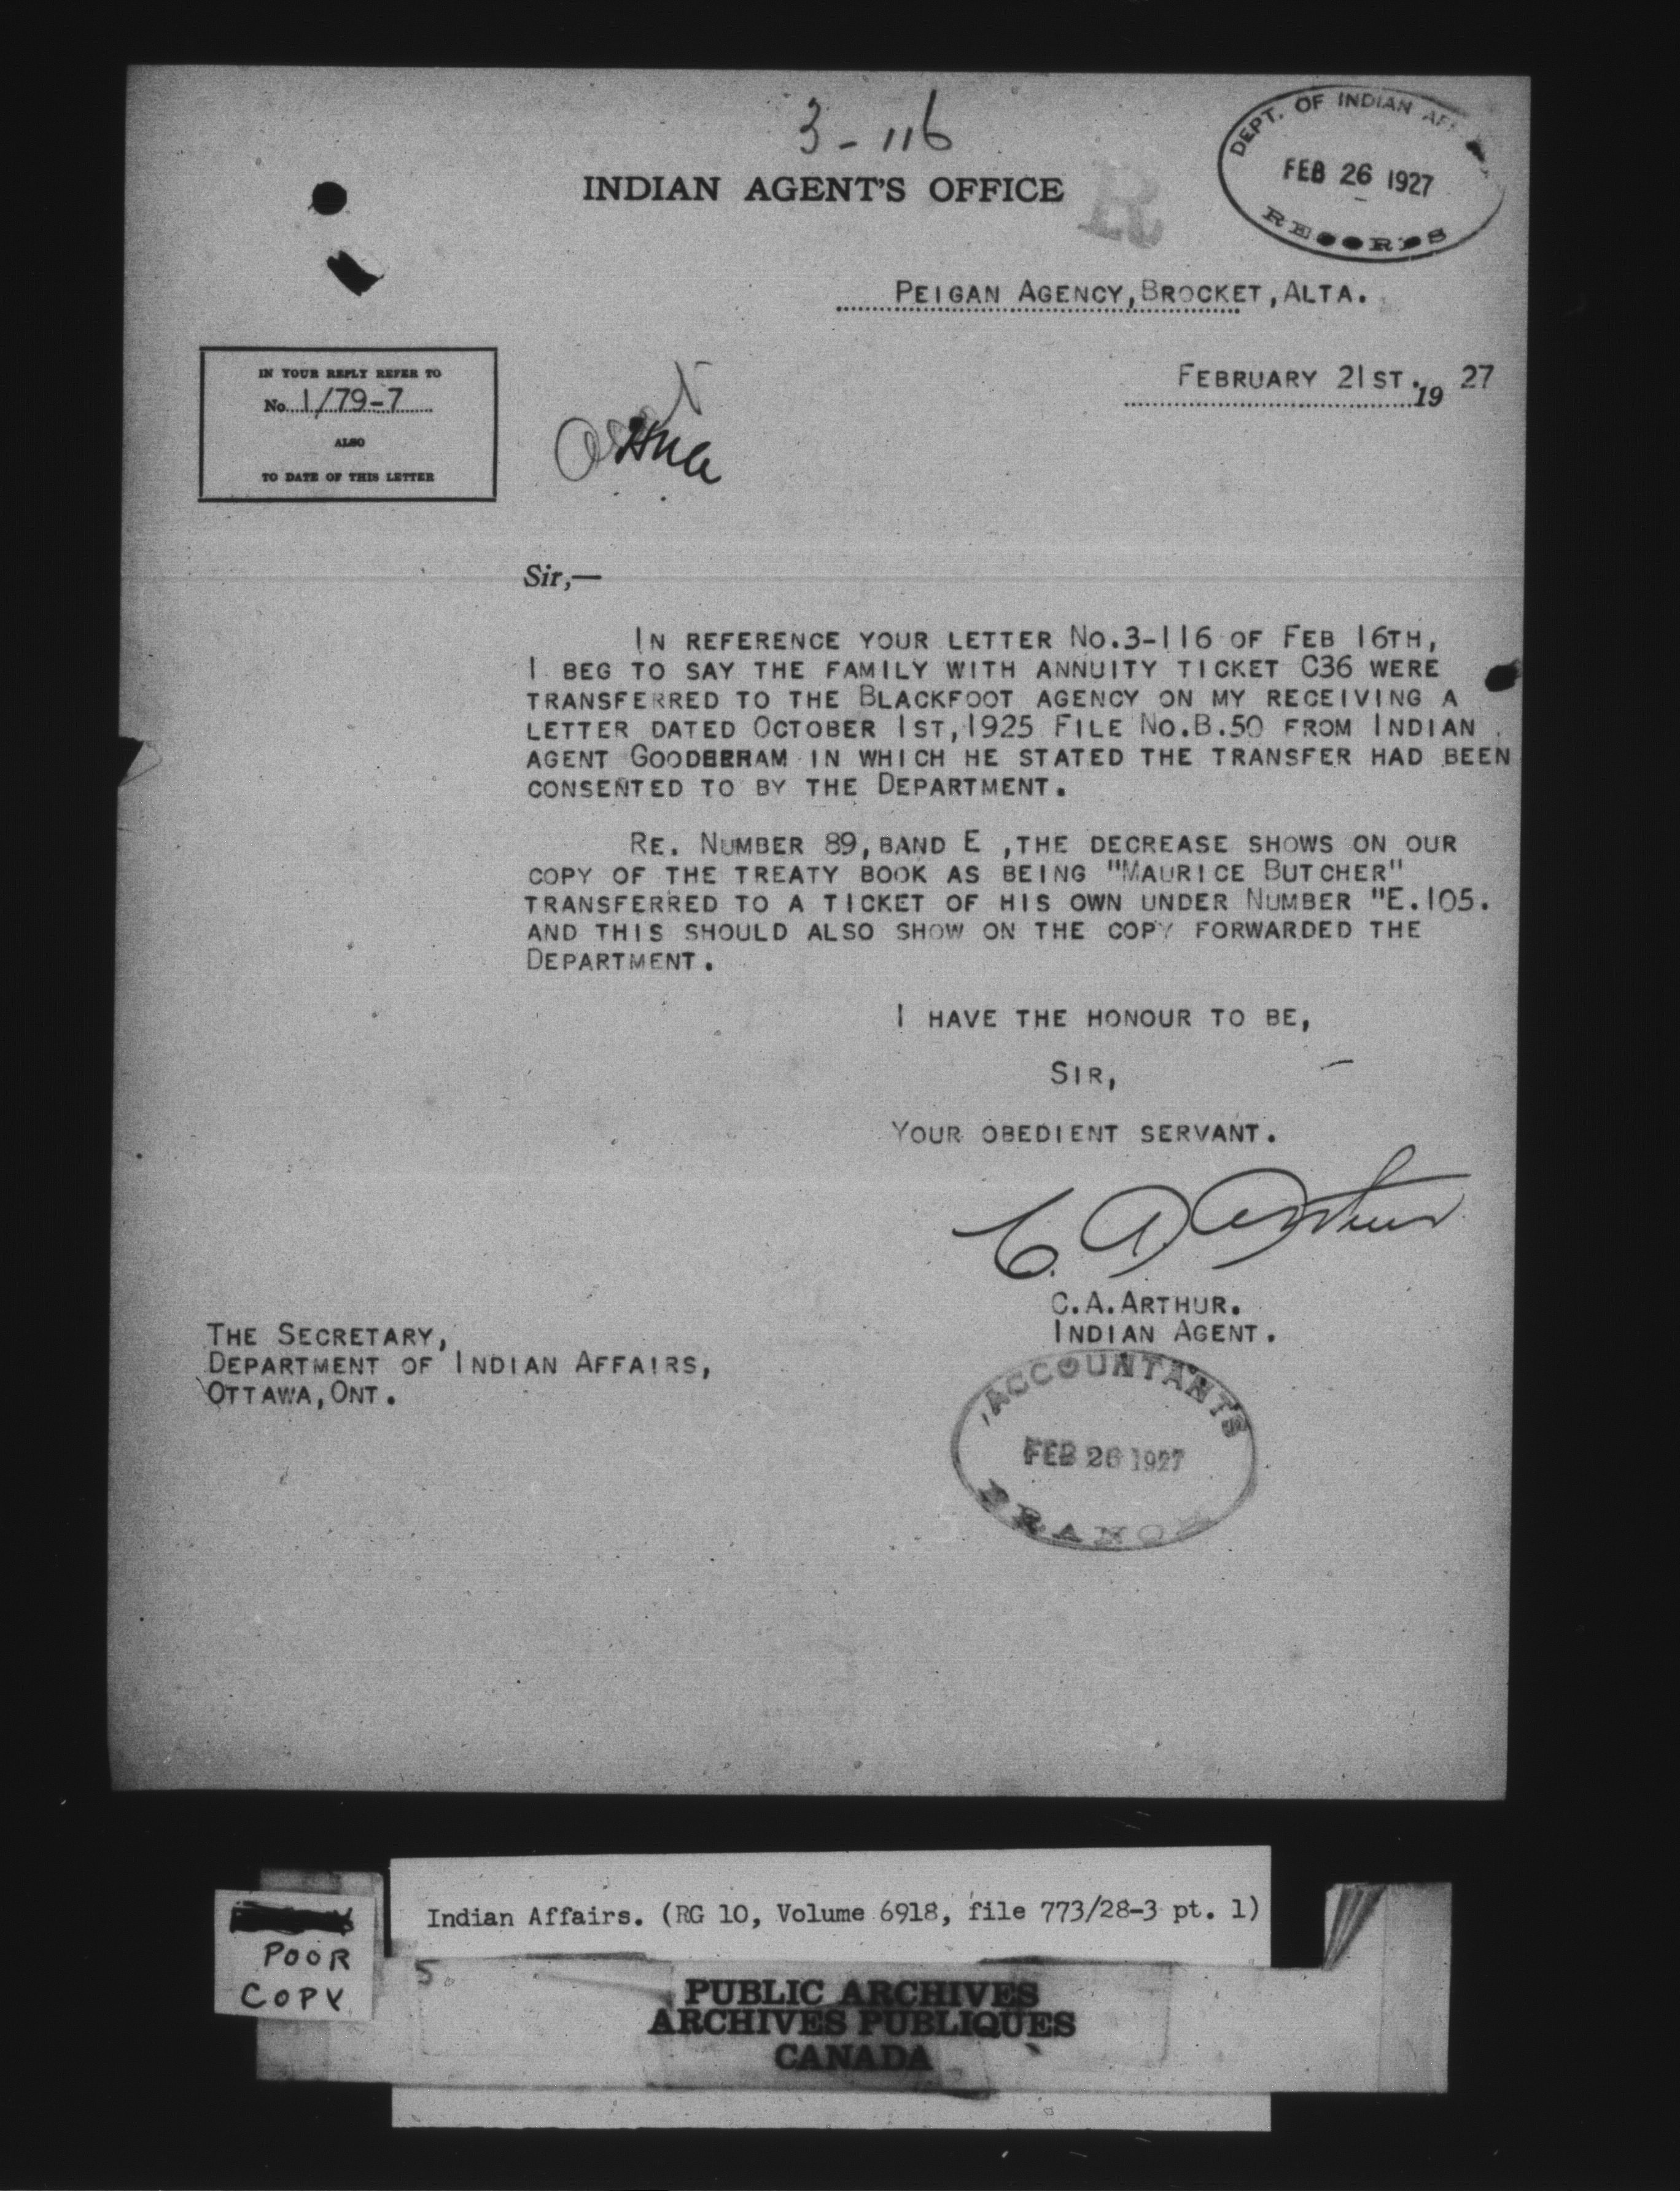 3-116
INDIAN AGENT'S OFFICE
R
DEPT. OF INDIAN
FEB 26 1927
RECORDS
PEIGAN AGENCY, BROCKET, ALTA.
FEBRUARY 21ST. 19 27
IN YOUR REPLY REFER TO
No. 1/79-7
ALSO
TO DATE OF THIS LETTER
Sir,—
IN REFERENCE YOUR LETTER NO.3-116 OF FEB 16TH,
I BEG TO SAY THE FAMILY WITH ANNUITY TICKET C36 WERE
TRANSFERRED TO THE BLACKFOOT AGENCY ON MY RECEIVING A
LETTER DATED OCTOBER 1ST, 1925 FILE NO.B.50 FROM INDIAN
AGENT IN WHICH HE STATED THE TRANSFER HAD BEEN
CONSENTED TO BY THE DEPARTMENT.
RE. NUMBER 89, BAND E ,THE DECREASE SHOWS ON OUR
COPY OF THE TREATY BOOK AS BEING "MAURICE BUTCHER"
TRANSFERRED TO A TICKET OF HIS OWN UNDER NUMBER "E.105.
AND THIS SHOULD ALSO SHOW ON THE COPY FORWARDED THE
DEPARTMENT.
I HAVE THE HONOUR TO BE,
SIR,
YOUR OBEDIENT SERVANT.
C. A. Arthur
C.A.ARTHUR.
INDIAN AGENT.
THE SECRETARY,
DEPARTMENT OF INDIAN AFFAIRS,
OTTAWA, ONT.
ACCOUNTANTS
FEB 26 1927
BRANCH
Indian Affairs. (RG 10, Volume 6918, file 773/28-3 pt. 1)
POOR
COPY
5
PUBLIC ARCHIVES
ARCHIVES PUBLIQUES
CANADA